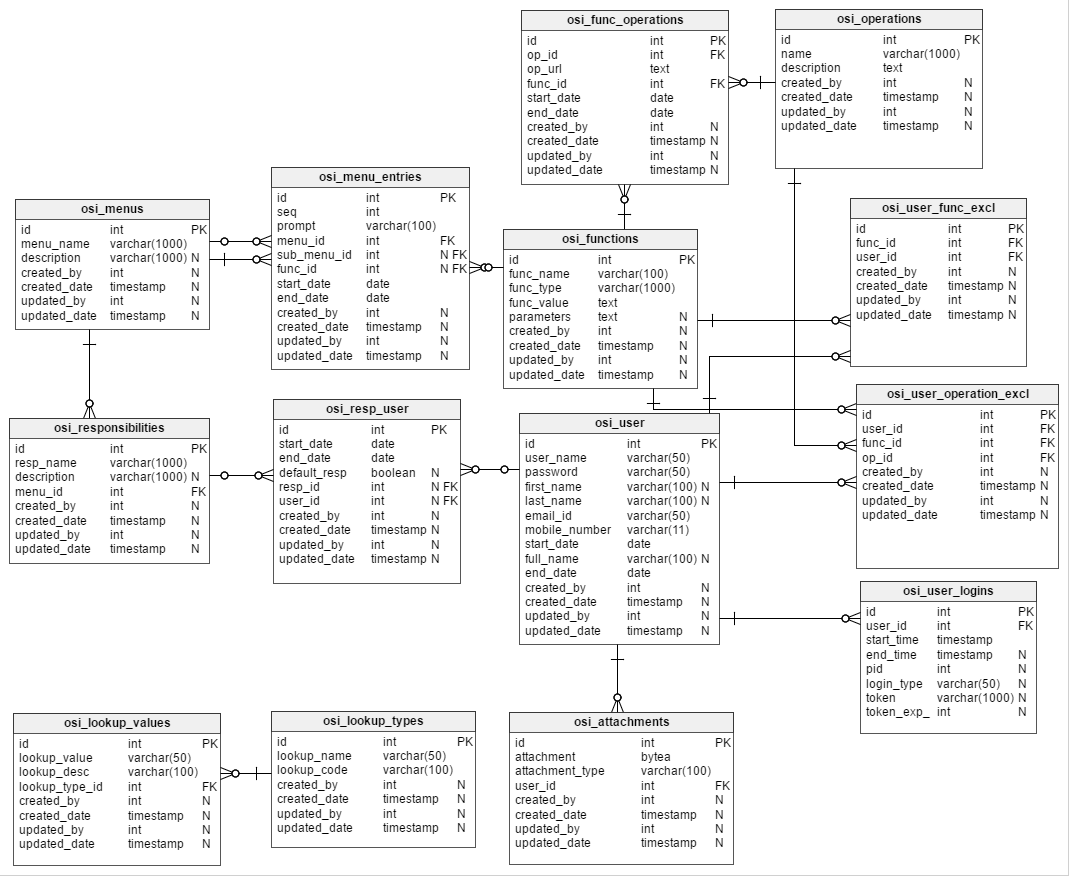 osi_func_operations
id int PK
op_id int FK
op_url text
func_id int FK
start_date date
end_date date
created_by int N
created_date timestamp N
updated_by int N
updated_date timestamp N
osi_operations
id int PK
name varchar(1000)
description text
created_by int N
created_date timestamp N
updated_by int N
updated_date timestamp N
osi_menus
id int PK
menu_name varchar(1000)
description varchar(1000) N
created_by int N
created_date timestamp N
updated_by int N
updated_date timestamp N
osi_menu_entries
id int PK
seq int
prompt varchar(100)
menu_id int FK
sub_menu_id int N FK
func_id int N FK
start_date date
end_date date
created_by int N
created_date timestamp N
updated_by int N
updated_date timestamp N
osi_functions
id int PK
func_name varchar(100)
func_type varchar(1000)
func_value text
parameters text N
created_by int N
created_date timestamp N
updated_by int N
updated_date timestamp N
osi_user_func_excl
id int PK
func_id int FK
user_id int FK
created_by int N
created_date timestamp N
updated_by int N
updated_date timestamp N
osi_responsibilities
id int PK
resp_name varchar(1000)
description varchar(1000) N
menu_id int FK
created_by int N
created_date timestamp N
updated_by int N
updated_date timestamp N
osi_resp_user
id int PK
start_date date
end_date date
default_resp boolean N
resp_id int N FK
user_id int N FK
created_by int N
created_date timestamp N
updated_by int N
updated_date timestamp N
osi_user
id int PK
user_name varchar(50)
password varchar(50)
first_name varchar(100) N
last_name varchar(100) N
email_id varchar(50)
mobile_number varchar(11)
start_date date
full_name varchar(100) N
end_date date
created_by int N
created_date timestamp N
updated_by int N
updated_date timestamp N
osi_user_operation_excl
id int PK
user_id int FK
func_id int FK
op_id int FK
created_by int N
created_date timestamp N
updated_by int N
updated_date timestamp N
osi_user_logins
id int PK
user_id int FK
start_time timestamp
end_time timestamp N
pid int N
login_type varchar(50) N
token varchar(1000) N
token_exp_ int N
osi_lookup_values
id int PK
lookup_value varchar(50)
lookup_desc varchar(100)
lookup_type_id int FK
created_by int N
created_date timestamp N
updated_by int N
updated_date timestamp N
osi_lookup_types
id int PK
lookup_name varchar(50)
lookup_code varchar(100)
created_by int N
created_date timestamp N
updated_by int N
updated_date timestamp N
osi_attachments
id int PK
attachment bytea
attachment_type varchar(100)
user_id int FK
created_by int N
created_date timestamp N
updated_by int N
updated_date timestamp N